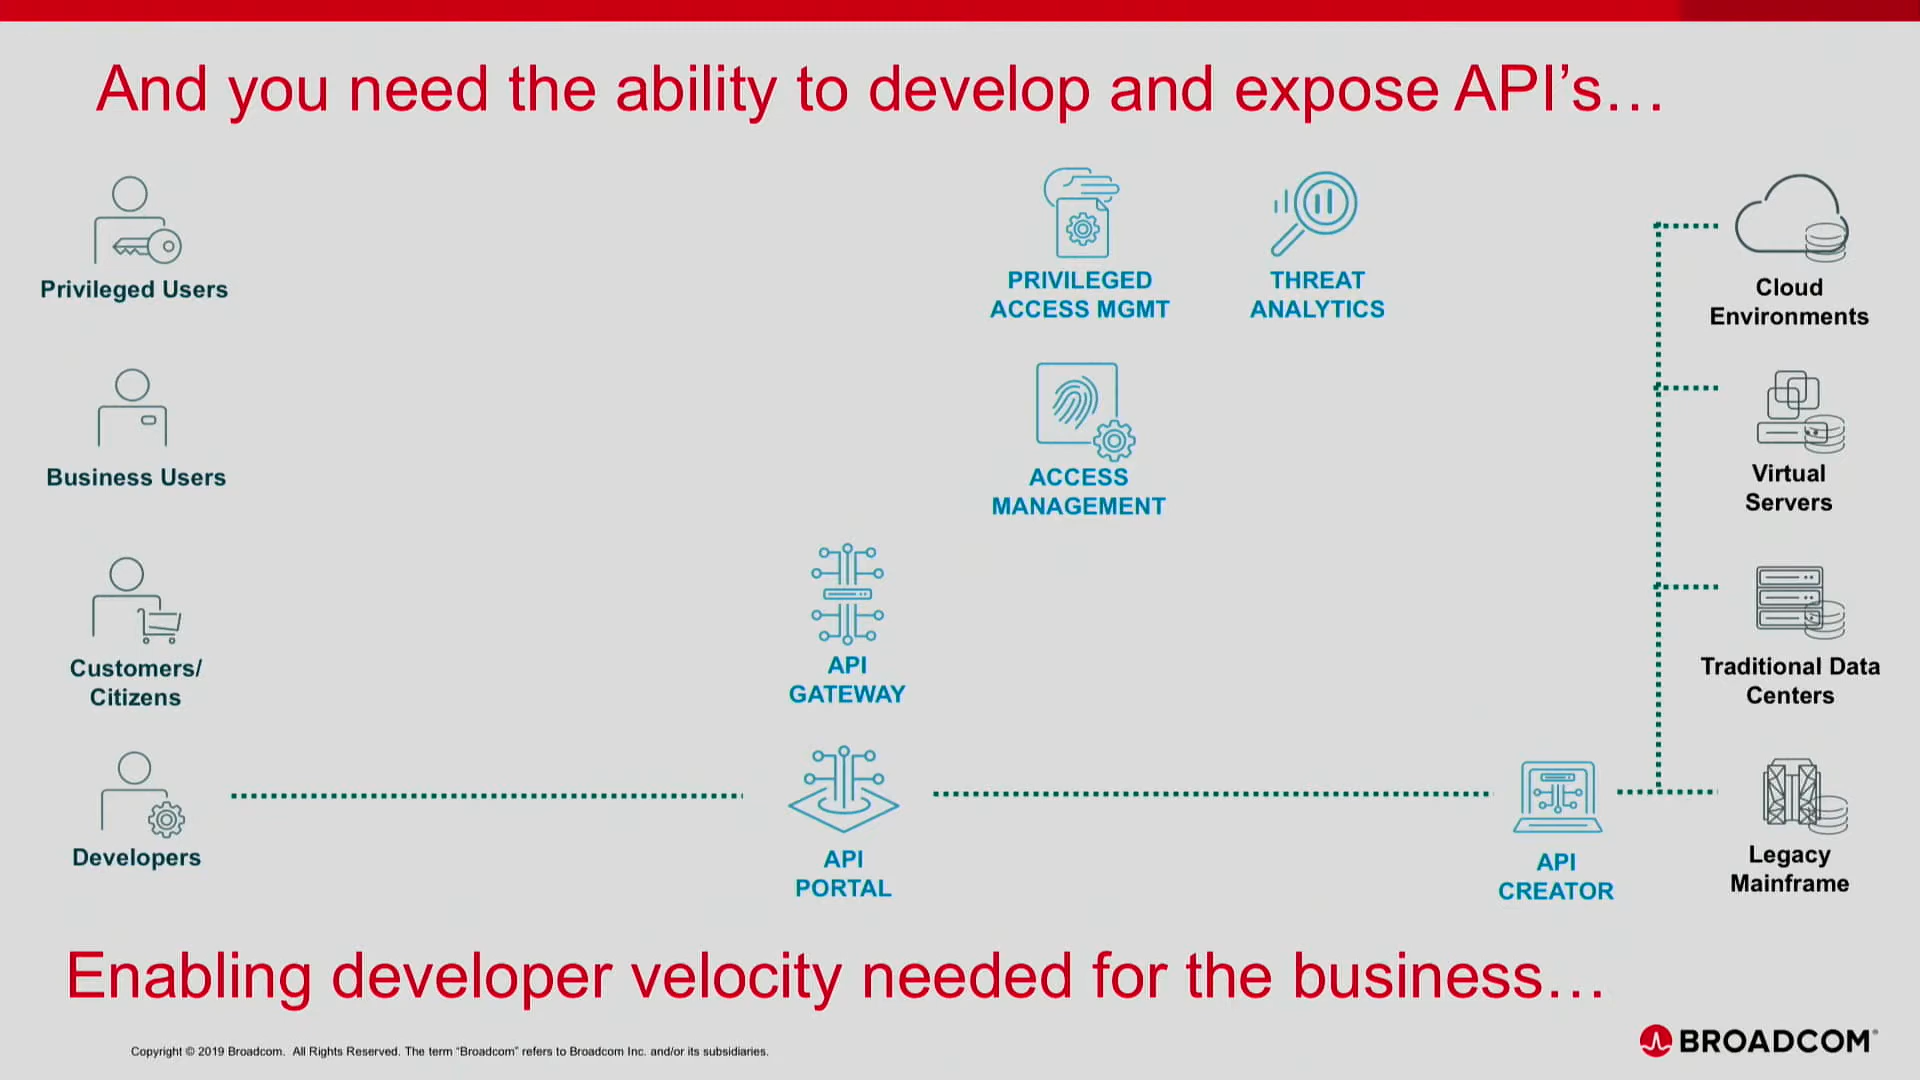 And you need the ability to develop and expose API’s…
Privileged Users
PRIVILEGED
ACCESS MGMT
THREAT
ANALYTICS
Cloud
Environments
Business Users
ACCESS
MANAGEMENT
Virtual
Servers
Customers/
Citizens
API
GATEWAY
Traditional Data
Centers
Developers
API
PORTAL
API
CREATOR
Legacy
Mainframe
Enabling developer velocity needed for the business…
Copyright © 2019 Broadcom. All Rights Reserved. The term “Broadcom” refers to Broadcom Inc. and/or its subsidiaries.
BROADCOM®